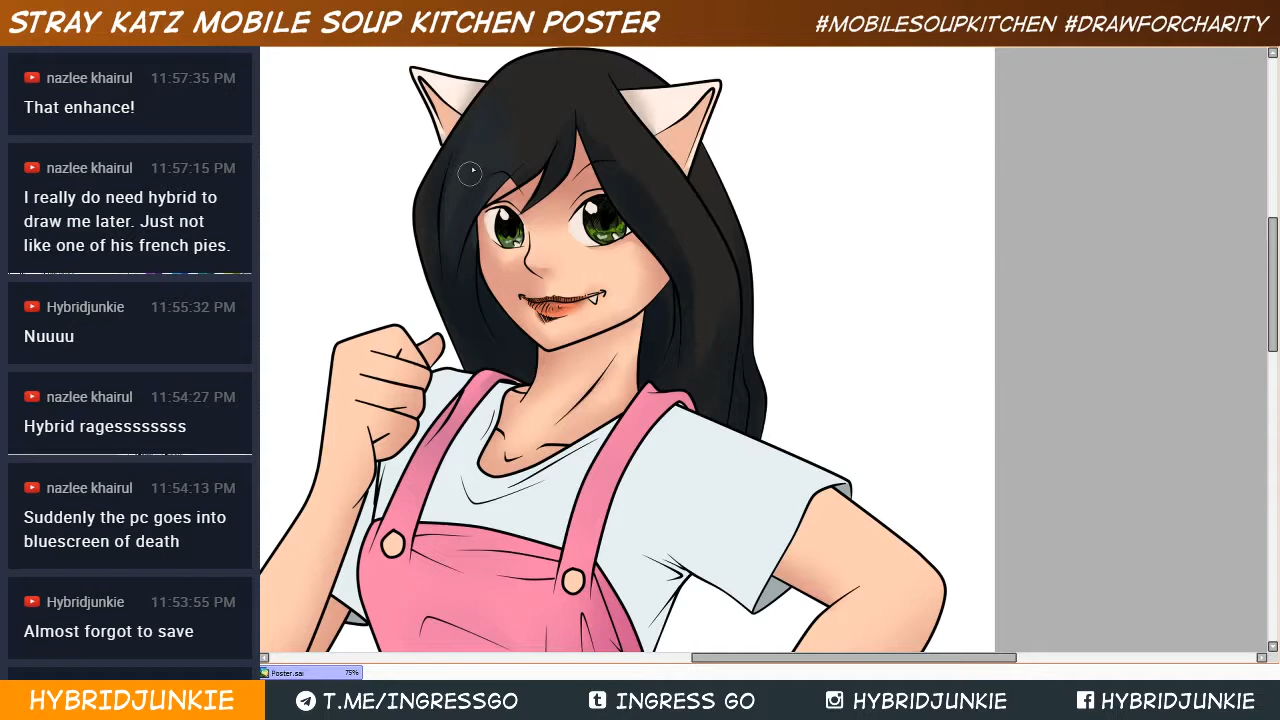 STRAY KATZ MOBILE SOUP KITCHEN POSTER
#MOBILESOUPKITCHEN #DRAWFORCHARITY
nazlee khairul 11:57:35 PM
That enhance!
nazlee khairul 11:57:15 PM
I really do need hybrid to
draw me later. Just not
like one of his french pies.
Hybridjunkie 11:55:32 PM
Nuuuu
nazlee khairul 11:54:27 PM
Hybrid ragessssssss
nazlee khairul 11:54:13 PM
Suddenly the pc goes into
bluescreen of death
Hybridjunkie 11:53:55 PM
Almost forgot to save
Poster.sai 75%
HYBRIDJUNKIE
T.ME/INGRESSGO
INGRESS GO
HYBRIDJUNKIE
HYBRIDJUNKIE